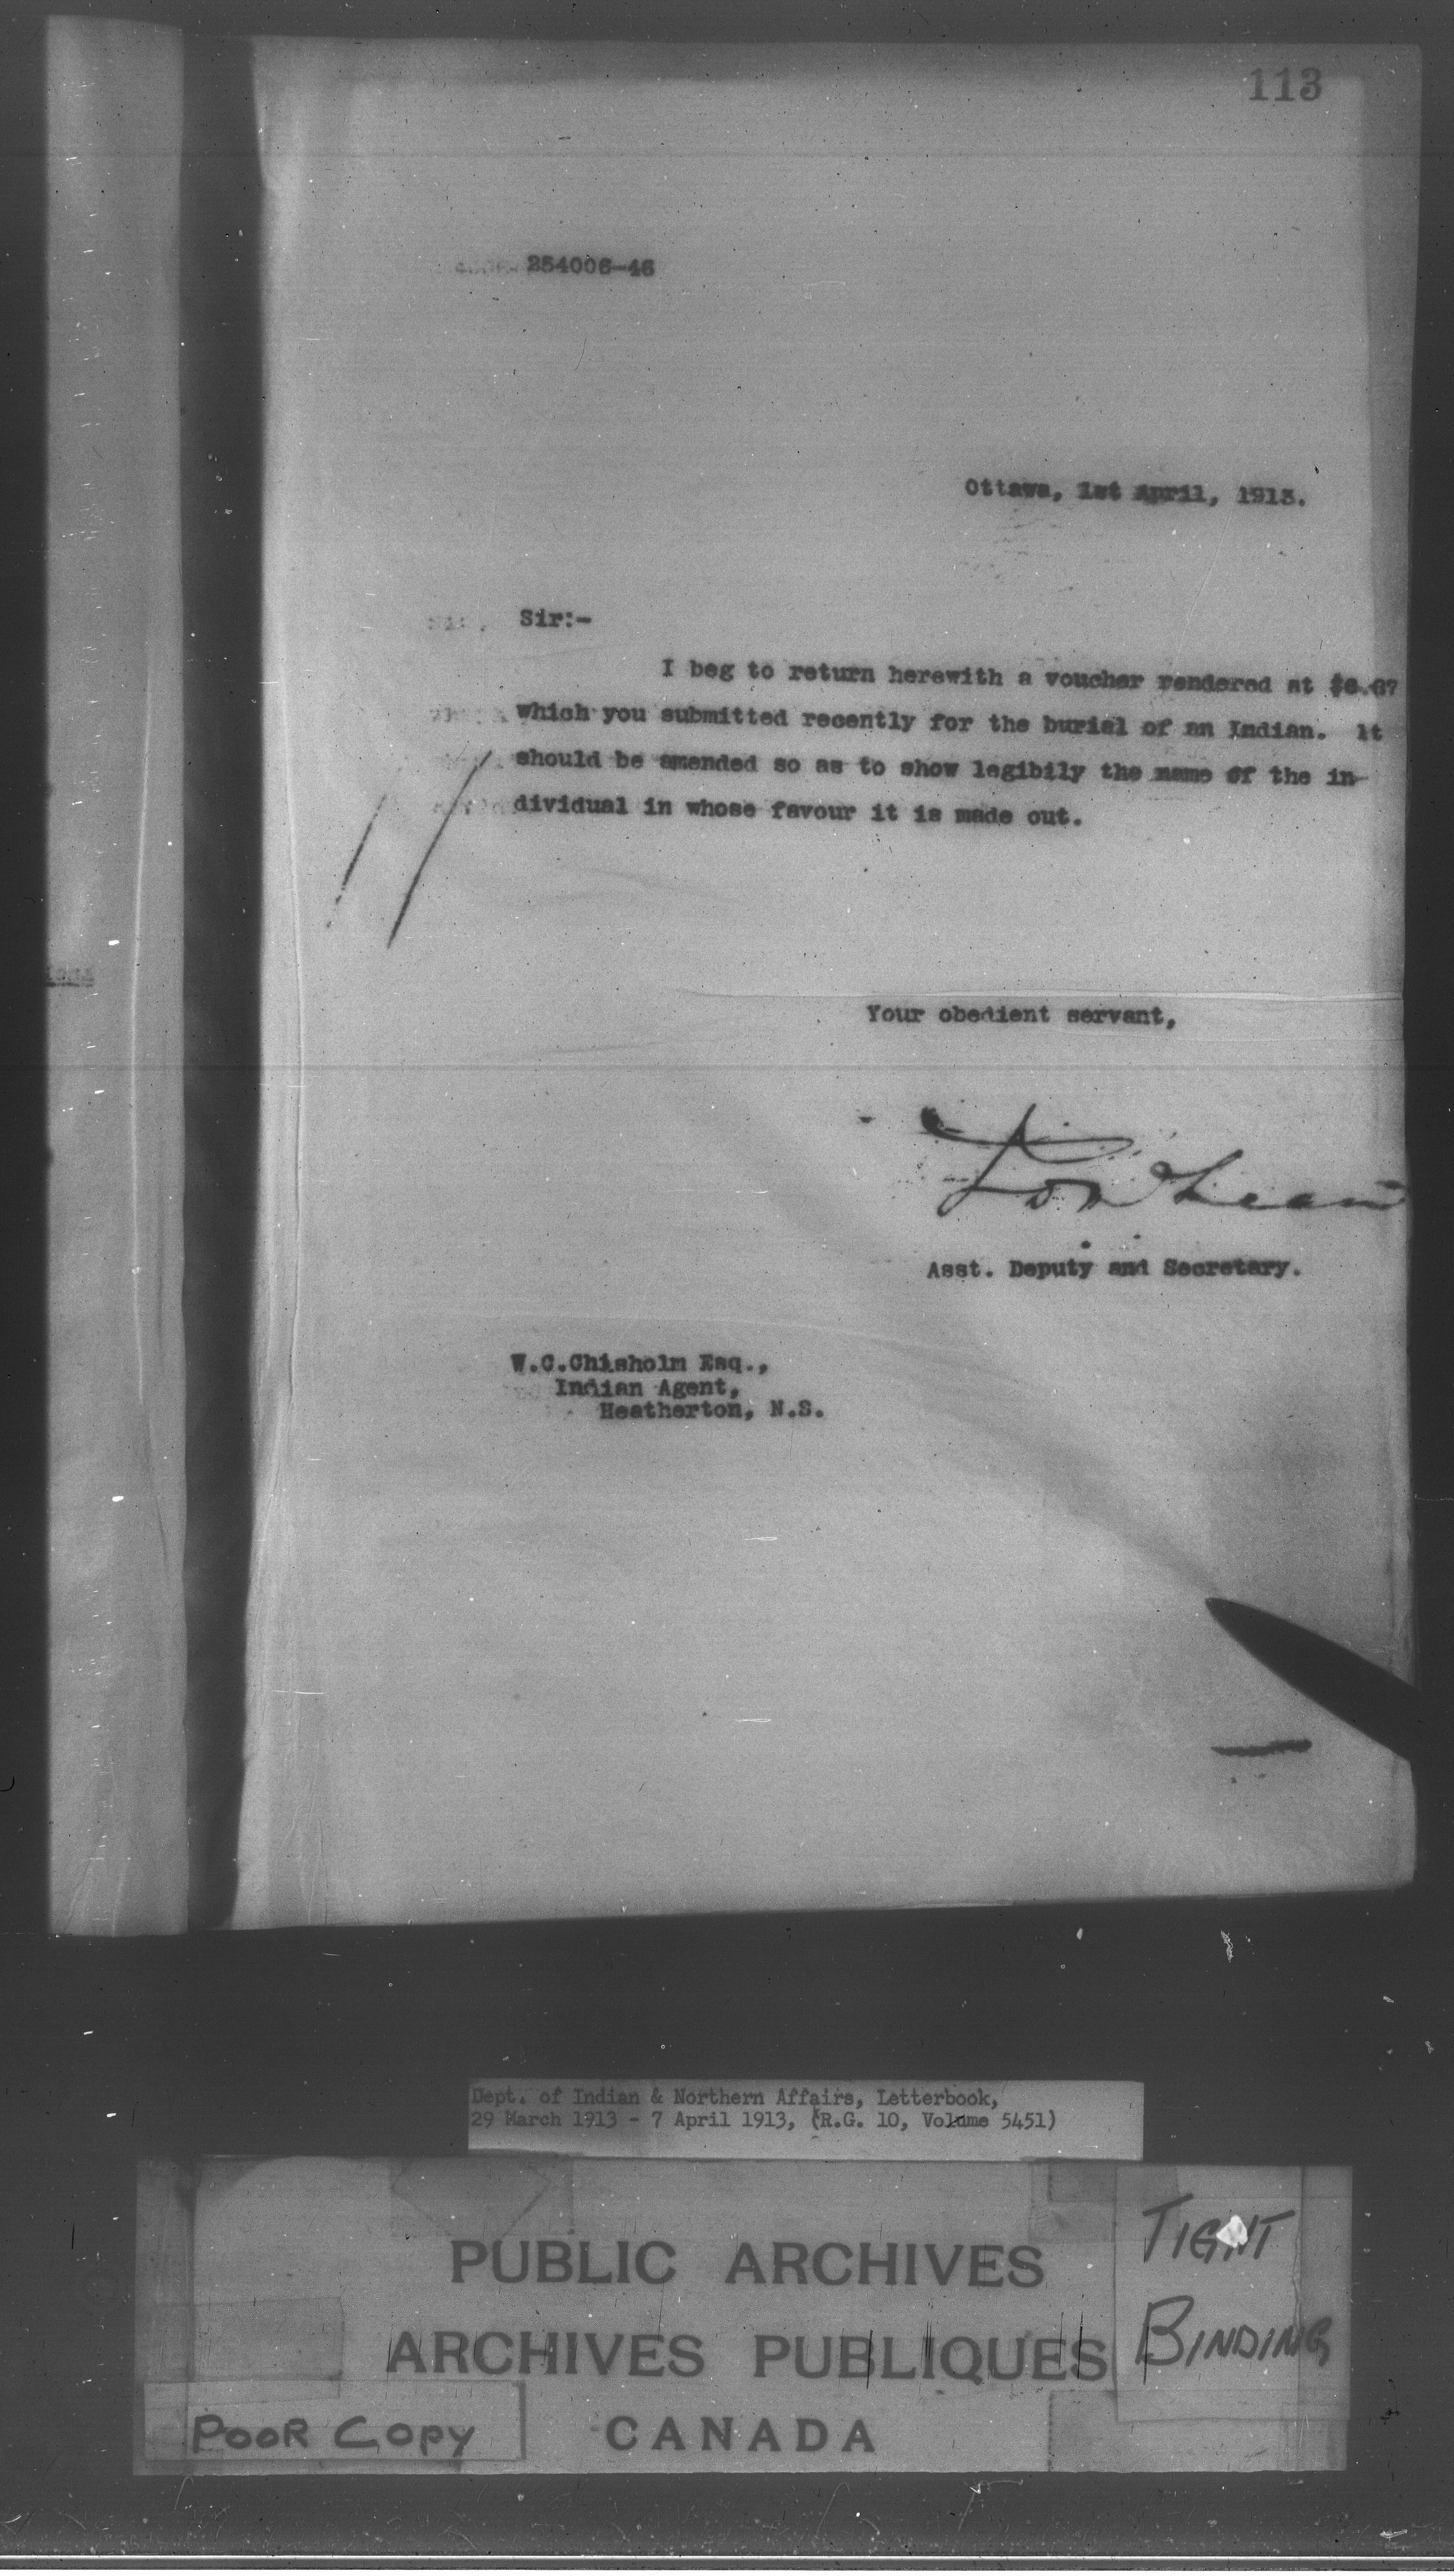 113
254006-46
Ottawa, 1st April, 1913.
Sir:-
I beg to return herewith a voucher rendered at
which you submitted recently for the burial of an Indian. It
should be amended so as to show legibily the name of the in-
dividual in whose favour it is made out.
Your obedient servant,
Asst. Deputy and Secretary.
W.C.Chisholm Esq.,
Indian Agent,
Heatherton, N.S.
Dept. of Indian & Northern Affairs, Letterbook,
29 March 1913 - 7 April 1913, (R.G. 10, Volume 5451)
PUBLIC ARCHIVES
ARCHIVES PUBLIQUES
CANADA
TIGHT
BINDING
POOR COPY